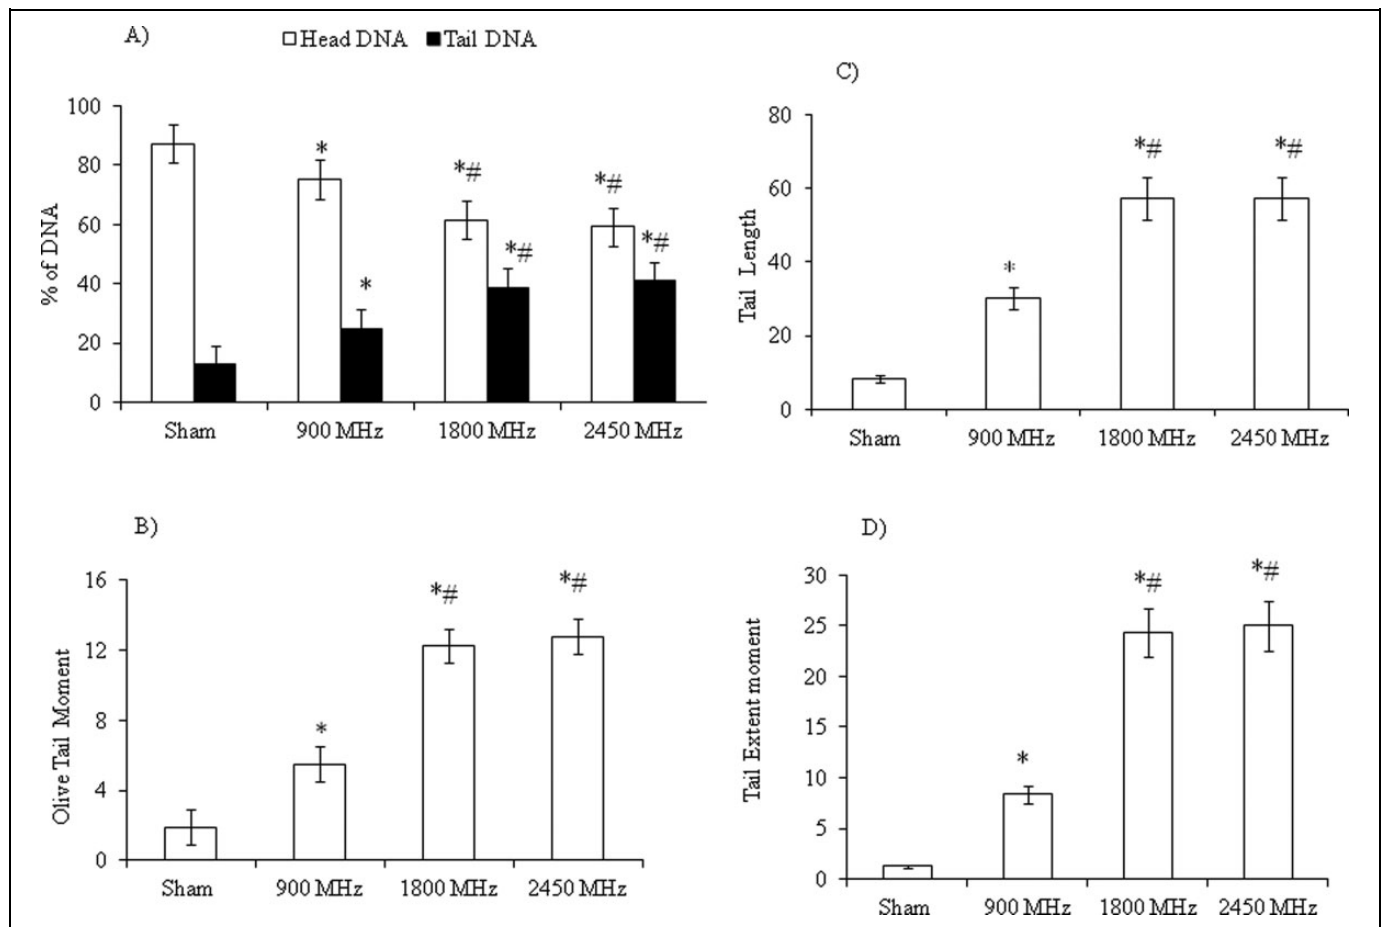 A)
□Head DNA ■Tail DNA
% of DNA
100
80
60
40
20
0
*
*
*#
*#
*#
*#
Sham 900 MHz 1800 MHz 2450 MHz
C)
Tail Length
80
60
40
20
0
*
*#
*#
Sham 900 MHz 1800 MHz 2450 MHz
B)
Olive Tail Moment
16
12
8
4
0
*
*#
*#
Sham 900 MHz 1800 MHz 2450 MHz
D)
Tail Extent moment
30
25
20
15
10
5
0
*
*#
*#
Sham 900 MHz 1800 MHz 2450 MHz